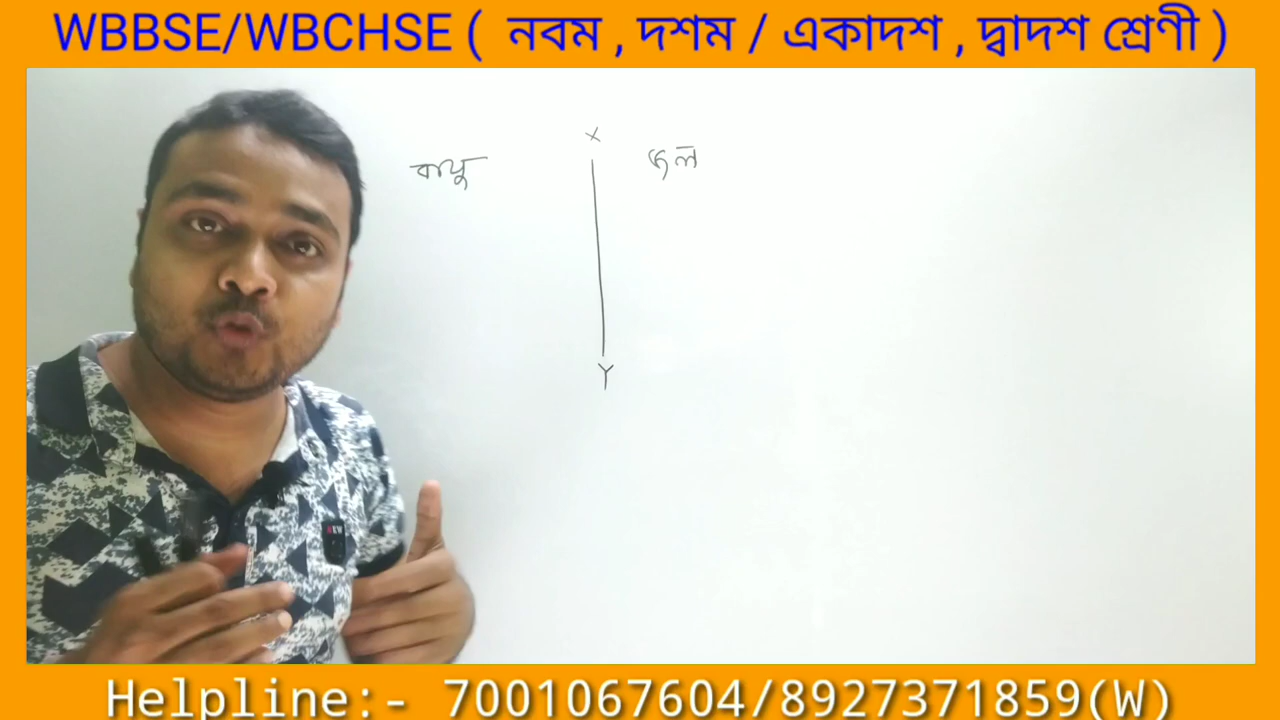 WBBSE/WBCHSE ( নবম , দশম / একাদশ , দ্বাদশ শ্রেণী )
X
বায়ু জল
Y
Helpline:- 7001067604/8927371859(W)